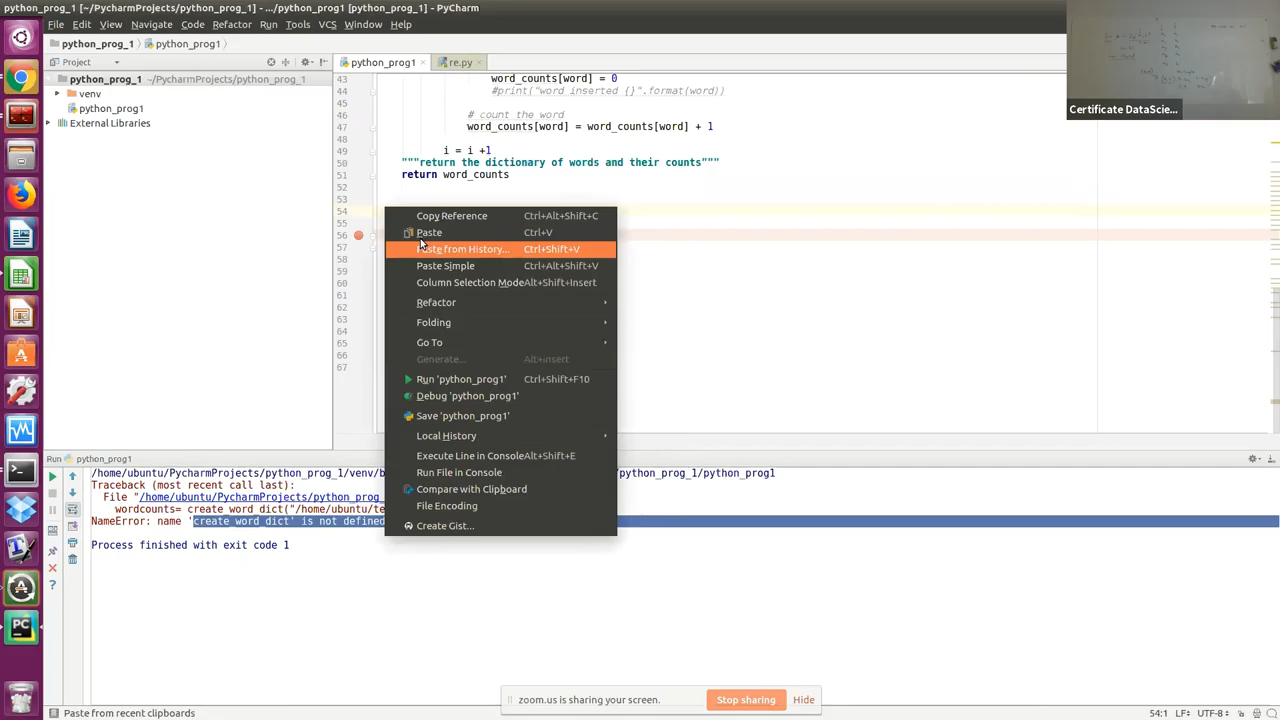 python_prog_1 [~/PycharmProjects/python_prog_1] - .../python_prog1 [python_prog_1] - PyCharm
File Edit View Navigate Code Refactor Run Tools VCS Window Help
python_prog_1 python_prog1
Project python_prog1 × re.py ×
python_prog_1 ~/PycharmProjects/python_prog_1
venv
python_prog1
External Libraries
43 word_counts[word] = 0
44 #print("word inserted {}".format(word))
45
46 # count the word
47 word_counts[word] = word_counts[word] + 1
48
49 i = i +1
50 """return the dictionary of words and their counts"""
51 return word_counts
52
53
54
55
56
57
58
59
60
61
62
63
64
65
66
67
Certificate DataScie...
Copy Reference Ctrl+Alt+Shift+C
Paste Ctrl+V
Paste from History... Ctrl+Shift+V
Paste Simple Ctrl+Alt+Shift+V
Column Selection Mode Alt+Shift+Insert
Refactor
Folding
Go To
Generate... Alt+Insert
Run 'python_prog1' Ctrl+Shift+F10
Debug 'python_prog1'
Save 'python_prog1'
Local History
Execute Line in Console Alt+Shift+E
Run File in Console
Compare with Clipboard
File Encoding
Create Gist...
Run python_prog1
/home/ubuntu/PycharmProjects/python_prog_1/venv/b /python_prog_1/python_prog1
Traceback (most recent call last):
File "/home/ubuntu/PycharmProjects/python_prog_
wordcounts= create_word_dict("/home/ubuntu/te
NameError: name 'create_word_dict' is not defined
Process finished with exit code 1
zoom.us is sharing your screen. Stop sharing Hide
Paste from recent clipboards 54:1 LF÷ UTF-8÷